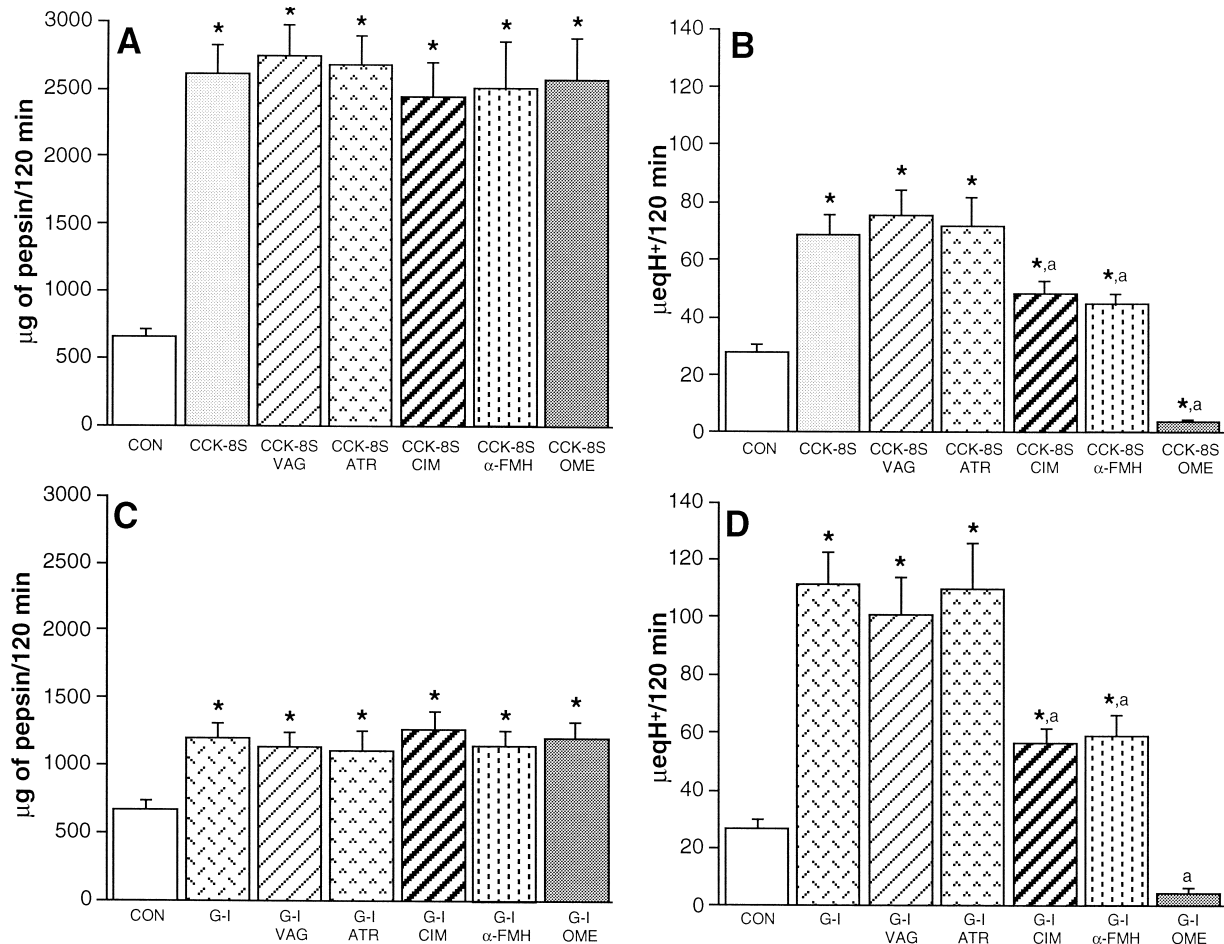 A
μg of pepsin/120 min
3000
2500
2000
1500
1000
500
0
* * * * * * *
CON CCK-8S CCK-8S CCK-8S CCK-8S CCK-8S CCK-8S
VAG ATR CIM α-FMH OME
B
μeqH+/120 min
140
120
100
80
60
40
20
0
* * * *,a *,a *,a
CON CCK-8S CCK-8S CCK-8S CCK-8S CCK-8S CCK-8S
VAG ATR CIM α-FMH OME
C
μg of pepsin/120 min
3000
2500
2000
1500
1000
500
0
* * * * * *
CON G-I G-I G-I G-I G-I G-I
VAG ATR CIM α-FMH OME
D
μeqH+/120 min
140
120
100
80
60
40
20
0
* * * *,a *,a a
CON G-I G-I G-I G-I G-I G-I
VAG ATR CIM α-FMH OME